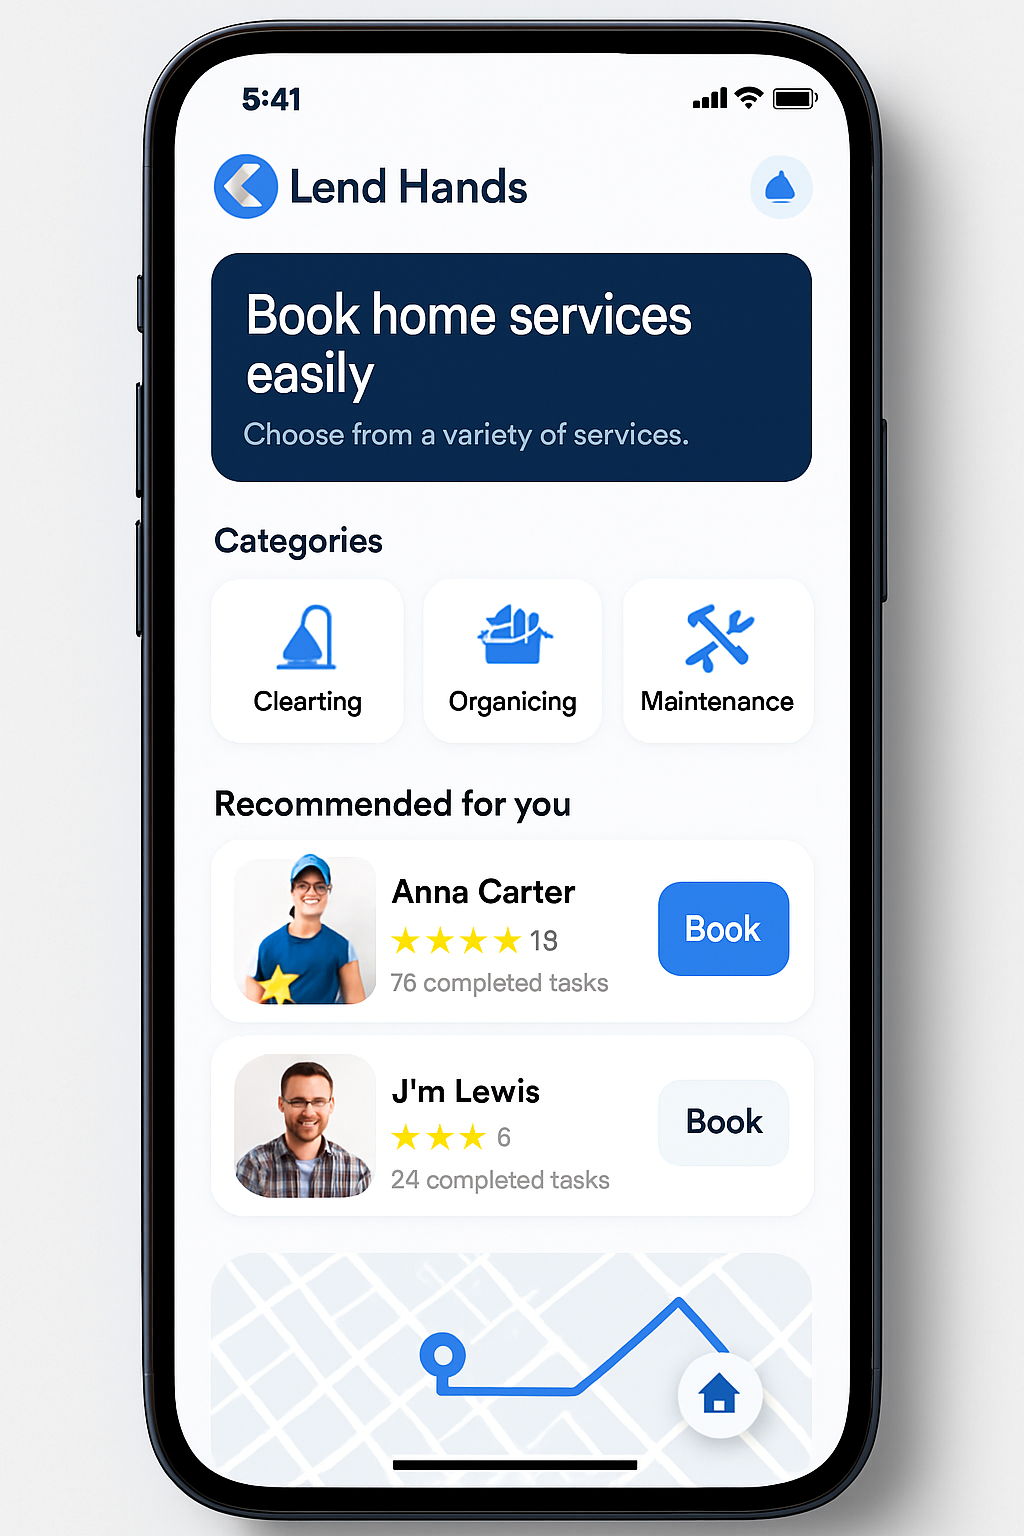 5:41
Lend Hands
Book home services
easily
Choose from a variety of services.
Categories
Clearting
Organicing
Maintenance
Recommended for you
Anna Carter
★★★★ 18
76 completed tasks
Book
J'm Lewis
★★★ 6
24 completed tasks
Book